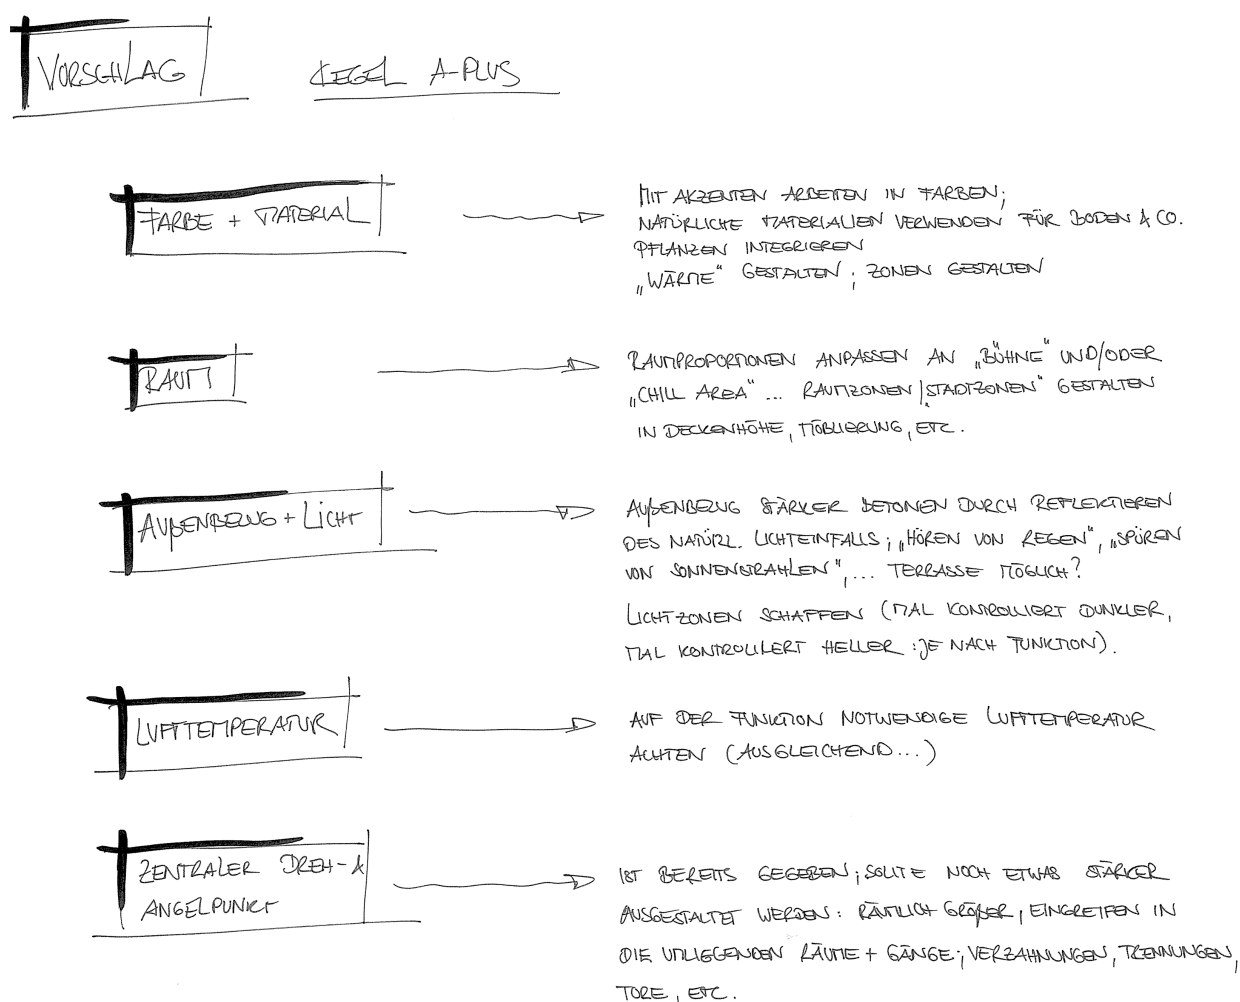 VORSCHLAG
KEGEL A-PLUS
FARBE + MATERIAL
MIT AKZENTEN ARBEITEN IN FARBEN;
NATÜRLICHE MATERIALIEN VERWENDEN FÜR BODEN & CO.
PFLANZEN INTEGRIEREN
„WÄRME“ GESTALTEN; ZONEN GESTALTEN
RAUM
RAUMPROPORTIONEN ANPASSEN AN „BÜHNE“ UND/ODER
„CHILL AREA“ ... RAUMZONEN/„STADTZONEN“ GESTALTEN
IN DECKENHÖHE, MÖBLIERUNG, ETC.
AUßENBEZUG + LICHT
AUßENBEZUG STÄRKER BETONEN DURCH REFLEKTIEREN
DES NATÜRL. LICHTEINFALLS; „HÖREN VON REGEN“, „SPÜREN
VON SONNENSTRAHLEN“, ... TERRASSE MÖGLICH?
LICHTZONEN SCHAFFEN (MAL KONTROLLIERT DUNKLER,
MAL KONTROLLIERT HELLER: JE NACH FUNKTION).
LUFTTEMPERATUR
AUF DER FUNKTION NOTWENDIGE LUFTTEMPERATUR
ACHTEN (AUSGLEICHEND...)
ZENTRALER DREH- &
ANGELPUNKT
IST BEREITS GEGEBEN; SOLLTE NOCH ETWAS STÄRKER
AUSGESTALTET WERDEN: RÄUMLICH GRÖßER, EINGREIFEN IN
DIE UMLIEGENDEN RÄUME + GÄNGE; VERZAHNUNGEN, TRENNUNGEN,
TORE, ETC.